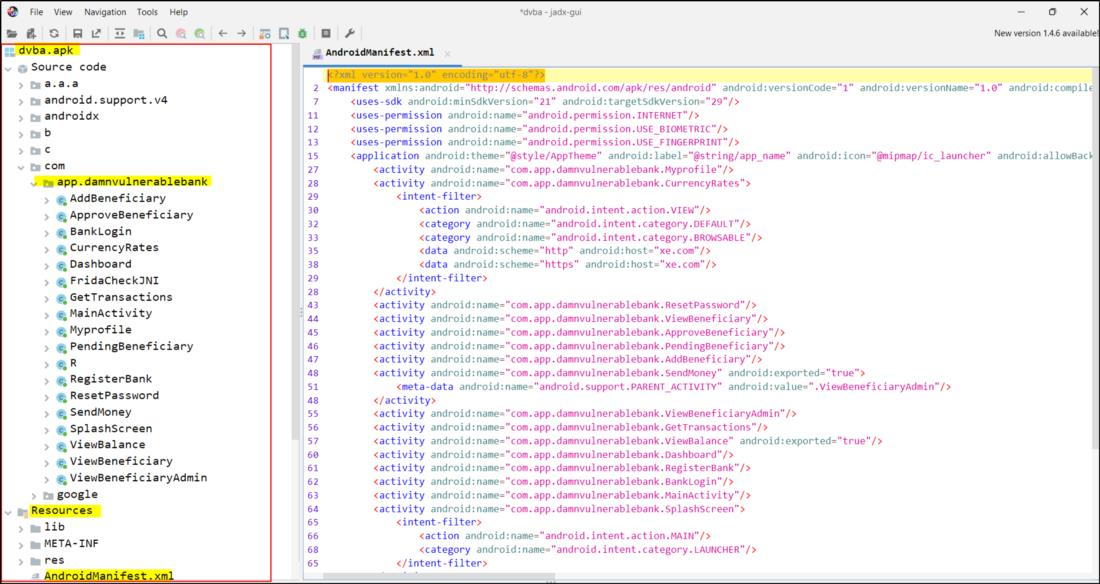 File View Navigation Tools Help
*dvba - jadx-gui
New version 1.4.6 available!
dvba.apk
Source code
a.a.a
android.support.v4
androidx
b
c
com
app.damnvulnerablebank
AddBeneficiary
ApproveBeneficiary
BankLogin
CurrencyRates
Dashboard
FridaCheckJNI
GetTransactions
MainActivity
Myprofile
PendingBeneficiary
R
RegisterBank
ResetPassword
SendMoney
SplashScreen
ViewBalance
ViewBeneficiary
ViewBeneficiaryAdmin
google
Resources
lib
META-INF
res
AndroidManifest.xml
AndroidManifest.xml
<?xml version="1.0" encoding="utf-8"?>
2 <manifest xmlns:android="http://schemas.android.com/apk/res/android" android:versionCode="1" android:versionName="1.0" android:compile
7 <uses-sdk android:minSdkVersion="21" android:targetSdkVersion="29"/>
11 <uses-permission android:name="android.permission.INTERNET"/>
12 <uses-permission android:name="android.permission.USE_BIOMETRIC"/>
13 <uses-permission android:name="android.permission.USE_FINGERPRINT"/>
15 <application android:theme="@style/AppTheme" android:label="@string/app_name" android:icon="@mipmap/ic_launcher" android:allowBack
27 <activity android:name="com.app.damnvulnerablebank.Myprofile"/>
28 <activity android:name="com.app.damnvulnerablebank.CurrencyRates">
29 <intent-filter>
30 <action android:name="android.intent.action.VIEW"/>
32 <category android:name="android.intent.category.DEFAULT"/>
33 <category android:name="android.intent.category.BROWSABLE"/>
35 <data android:scheme="http" android:host="xe.com"/>
38 <data android:scheme="https" android:host="xe.com"/>
29 </intent-filter>
28 </activity>
43 <activity android:name="com.app.damnvulnerablebank.ResetPassword"/>
44 <activity android:name="com.app.damnvulnerablebank.ViewBeneficiary"/>
45 <activity android:name="com.app.damnvulnerablebank.ApproveBeneficiary"/>
46 <activity android:name="com.app.damnvulnerablebank.PendingBeneficiary"/>
47 <activity android:name="com.app.damnvulnerablebank.AddBeneficiary"/>
48 <activity android:name="com.app.damnvulnerablebank.SendMoney" android:exported="true">
51 <meta-data android:name="android.support.PARENT_ACTIVITY" android:value=".ViewBeneficiaryAdmin"/>
48 </activity>
55 <activity android:name="com.app.damnvulnerablebank.ViewBeneficiaryAdmin"/>
56 <activity android:name="com.app.damnvulnerablebank.GetTransactions"/>
57 <activity android:name="com.app.damnvulnerablebank.ViewBalance" android:exported="true"/>
60 <activity android:name="com.app.damnvulnerablebank.Dashboard"/>
61 <activity android:name="com.app.damnvulnerablebank.RegisterBank"/>
62 <activity android:name="com.app.damnvulnerablebank.BankLogin"/>
63 <activity android:name="com.app.damnvulnerablebank.MainActivity"/>
64 <activity android:name="com.app.damnvulnerablebank.SplashScreen">
65 <intent-filter>
66 <action android:name="android.intent.action.MAIN"/>
68 <category android:name="android.intent.category.LAUNCHER"/>
65 </intent-filter>